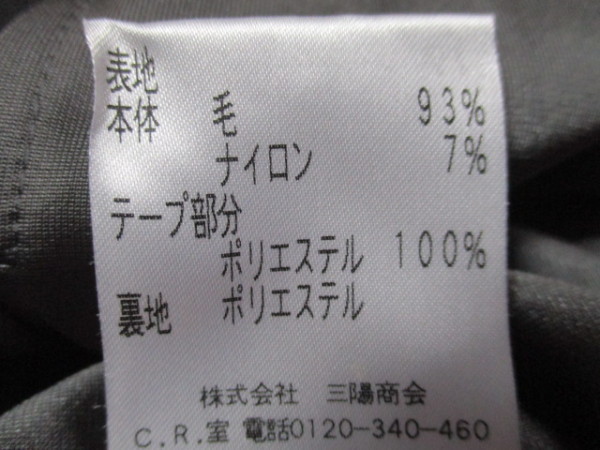 表地
本体 毛 93%
ナイロン 7%
テープ部分
ポリエステル 100%
裏地 ポリエステル
株式会社 三陽商会
C.R.室 電話0120-340-460